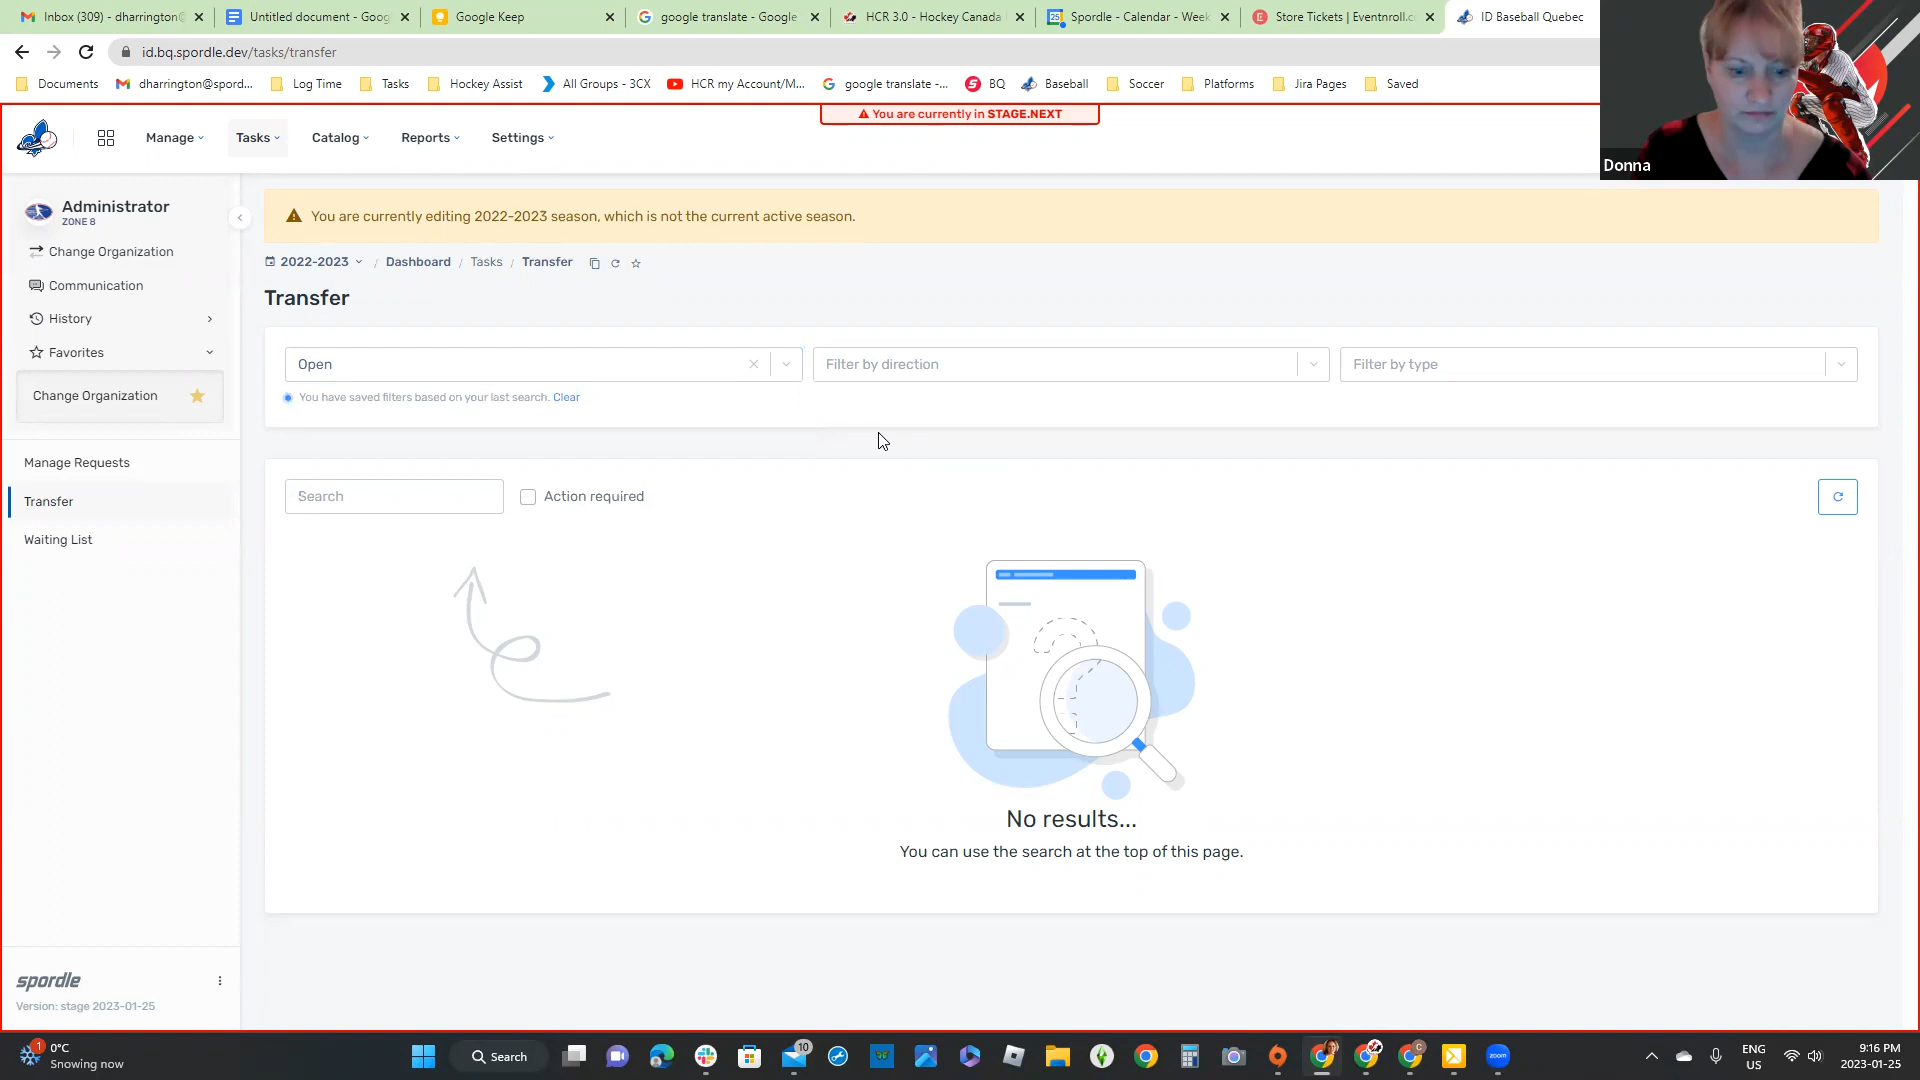 Inbox (309) - dharrington@
Untitled document - Goog
Google Keep
google translate - Google
HCR 3.0 - Hockey Canada
Spordle - Calendar - Week
Store Tickets | Eventnroll.c
ID Baseball Quebec
id.bq.spordle.dev/tasks/transfer
Documents
dharrington@spord...
Log Time
Tasks
Hockey Assist
All Groups - 3CX
HCR my Account/M...
google translate -...
BQ
Baseball
Soccer
Platforms
Jira Pages
Saved
You are currently in STAGE.NEXT
Manage
Tasks
Catalog
Reports
Settings
Donna
Administrator
ZONE 8
Change Organization
Communication
History
Favorites
Change Organization
Manage Requests
Transfer
Waiting List
You are currently editing 2022-2023 season, which is not the current active season.
2022-2023 / Dashboard / Tasks / Transfer
Transfer
Open
Filter by direction
Filter by type
You have saved filters based on your last search. Clear
Search
Action required
No results...
You can use the search at the top of this page.
spordle
Version: stage 2023-01-25
1
0°C
Snowing now
Search
10
zoom
ENG
US
9:16 PM
2023-01-25